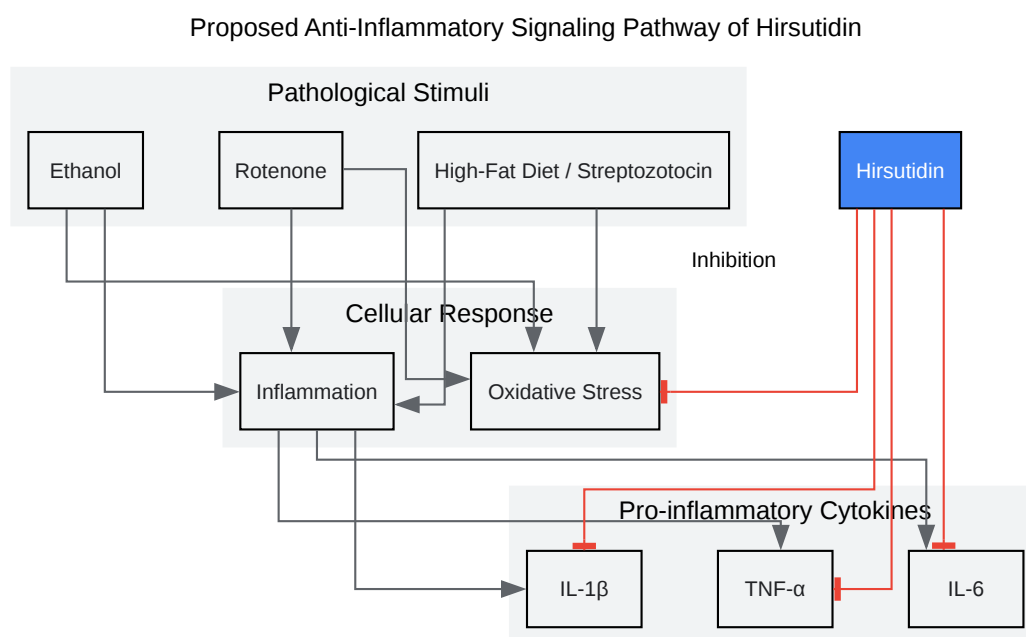 Proposed Anti-Inflammatory Signaling Pathway of Hirsutidin
Pathological Stimuli
Ethanol
Rotenone
High-Fat Diet / Streptozotocin
Hirsutidin
Inhibition
Cellular Response
Inflammation
Oxidative Stress
Pro-inflammatory Cytokines
IL-1β
TNF-α
IL-6